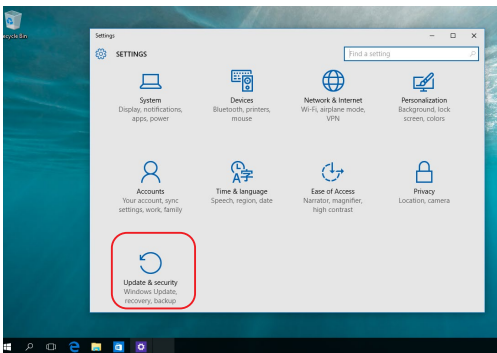 Recycle Bin
Settings
SETTINGS
Find a setting
System
Display, notifications,
apps, power
Devices
Bluetooth, printers,
mouse
Network & Internet
Wi-Fi, airplane mode,
VPN
Personalization
Background, lock
screen, colors
Accounts
Your account, sync
settings, work, family
Time & language
Speech, region, date
Ease of Access
Narrator, magnifier,
high contrast
Privacy
Location, camera
Update & security
Windows Update,
recovery, backup